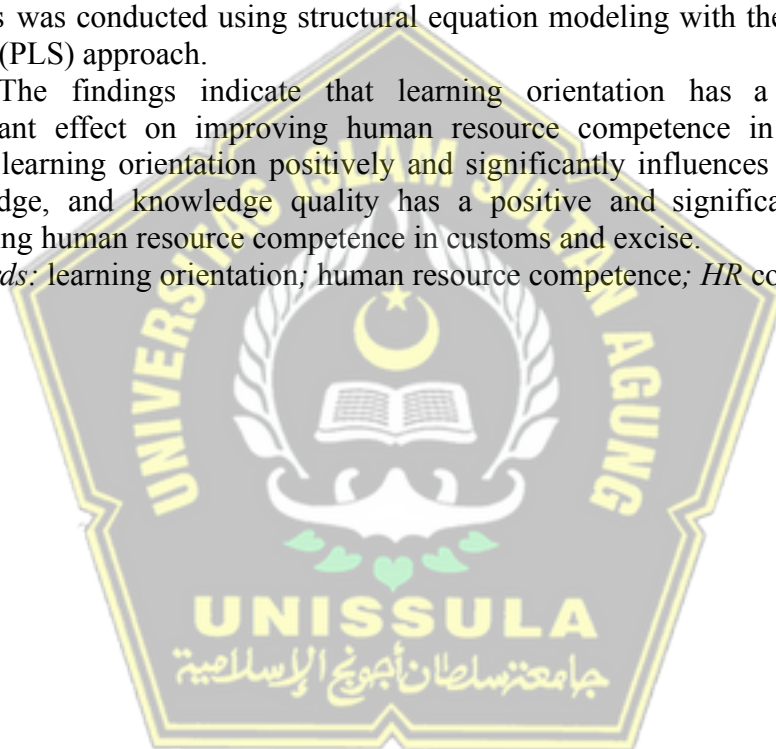 s was conducted using structural equation modeling with the
(PLS) approach.
The findings indicate that learning orientation has a
ant effect on improving human resource competence in
learning orientation positively and significantly influences
dge, and knowledge quality has a positive and significa
ng human resource competence in customs and excise.
rds: learning orientation; human resource competence; HR co
UNIVERSITAS ISLAM SULTAN AGUNG
UNISSULA
جامعتسلطان أجونج الإسلامية